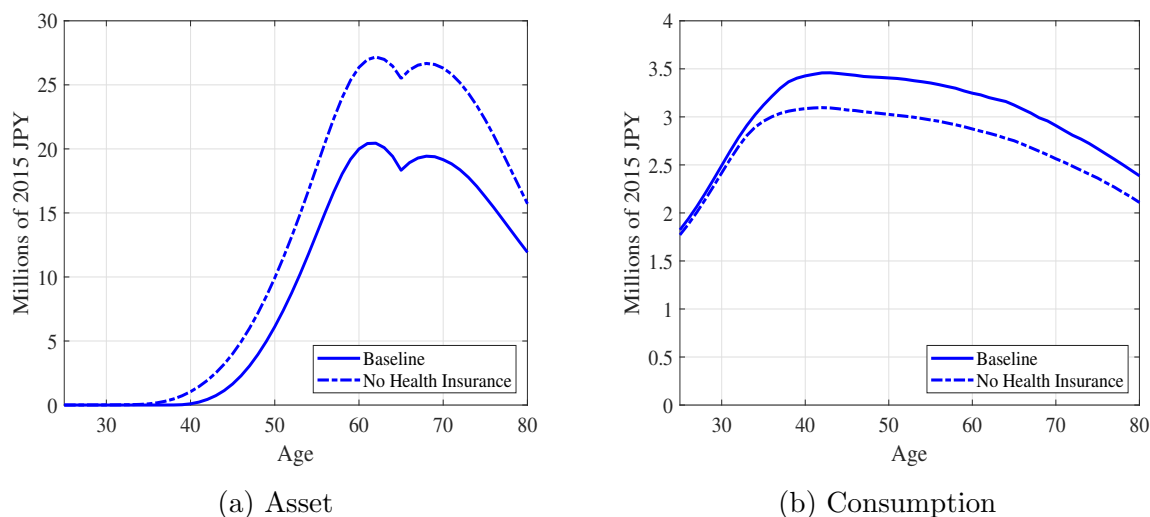 30
25
20
15
10
5
0
Millions of 2015 JPY
30 40 50 60 70 80
Age
Baseline
No Health Insurance
(a) Asset
4
3.5
3
2.5
2
1.5
1
0.5
0
Millions of 2015 JPY
30 40 50 60 70 80
Age
Baseline
No Health Insurance
(b) Consumption